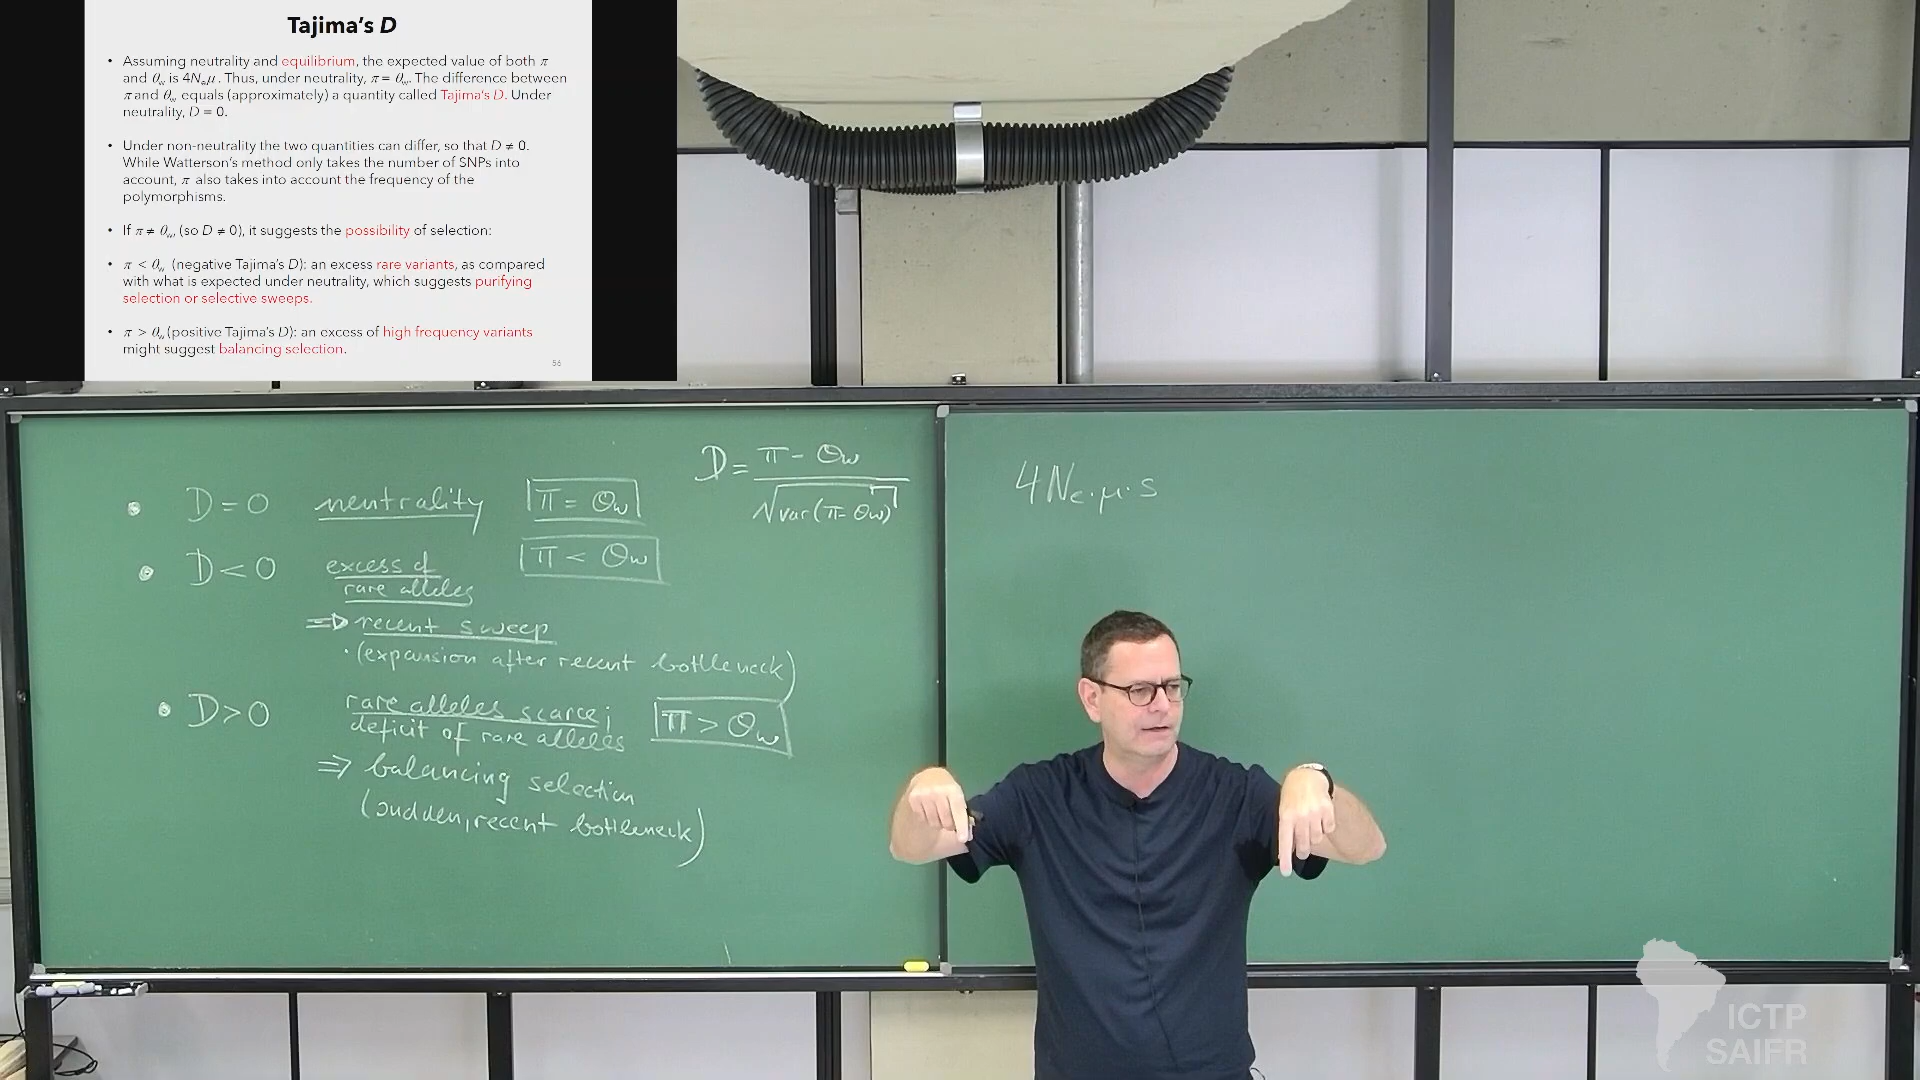 Tajima's D
• Assuming neutrality and equilibrium, the expected value of both π
and θw is 4Neμ. Thus, under neutrality, π = θw. The difference between
π and θw equals (approximately) a quantity called Tajima's D. Under
neutrality, D = 0.
• Under non-neutrality the two quantities can differ, so that D ≠ 0.
While Watterson's method only takes the number of SNPs into
account, π also takes into account the frequency of the
polymorphisms.
• If π ≠ θw, (so D ≠ 0), it suggests the possibility of selection:
• π < θw (negative Tajima's D): an excess rare variants, as compared
with what is expected under neutrality, which suggests purifying
selection or selective sweeps.
• π > θw (positive Tajima's D): an excess of high frequency variants
might suggest balancing selection.
56
D = π - θw / √var(π - θw)
• D = 0 neutrality π = θw
• D < 0 excess of π < θw
rare alleles
⇒ recent sweep
• (expansion after recent bottleneck)
• D > 0 rare alleles scarce; π > θw
deficit of rare alleles
⇒ balancing selection
(sudden, recent bottleneck)
4Ne·μ·s
ICTP
SAIFR